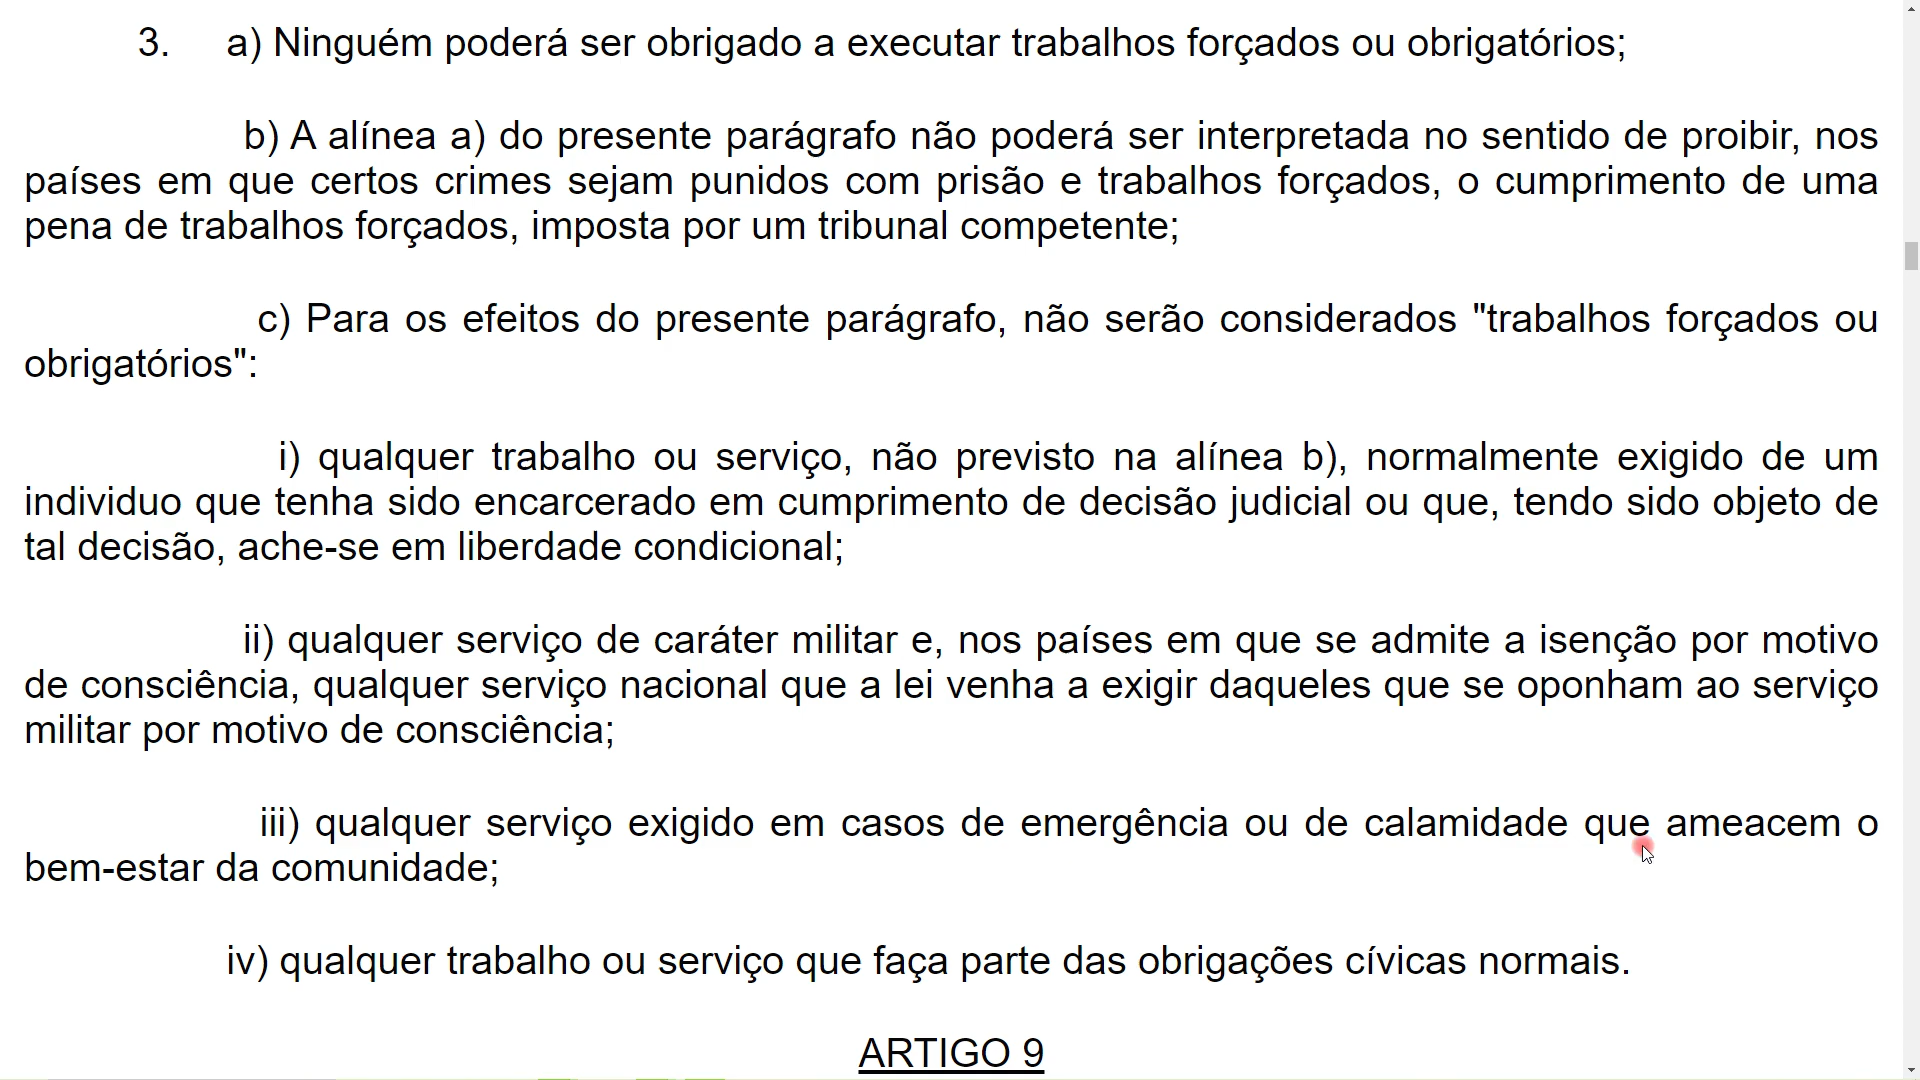 3. a) Ninguém poderá ser obrigado a executar trabalhos forçados ou obrigatórios;
b) A alínea a) do presente parágrafo não poderá ser interpretada no sentido de proibir, nos
países em que certos crimes sejam punidos com prisão e trabalhos forçados, o cumprimento de uma
pena de trabalhos forçados, imposta por um tribunal competente;
c) Para os efeitos do presente parágrafo, não serão considerados "trabalhos forçados ou
obrigatórios":
i) qualquer trabalho ou serviço, não previsto na alínea b), normalmente exigido de um
individuo que tenha sido encarcerado em cumprimento de decisão judicial ou que, tendo sido objeto de
tal decisão, ache-se em liberdade condicional;
ii) qualquer serviço de caráter militar e, nos países em que se admite a isenção por motivo
de consciência, qualquer serviço nacional que a lei venha a exigir daqueles que se oponham ao serviço
militar por motivo de consciência;
iii) qualquer serviço exigido em casos de emergência ou de calamidade que ameacem o
bem-estar da comunidade;
iv) qualquer trabalho ou serviço que faça parte das obrigações cívicas normais.
ARTIGO 9